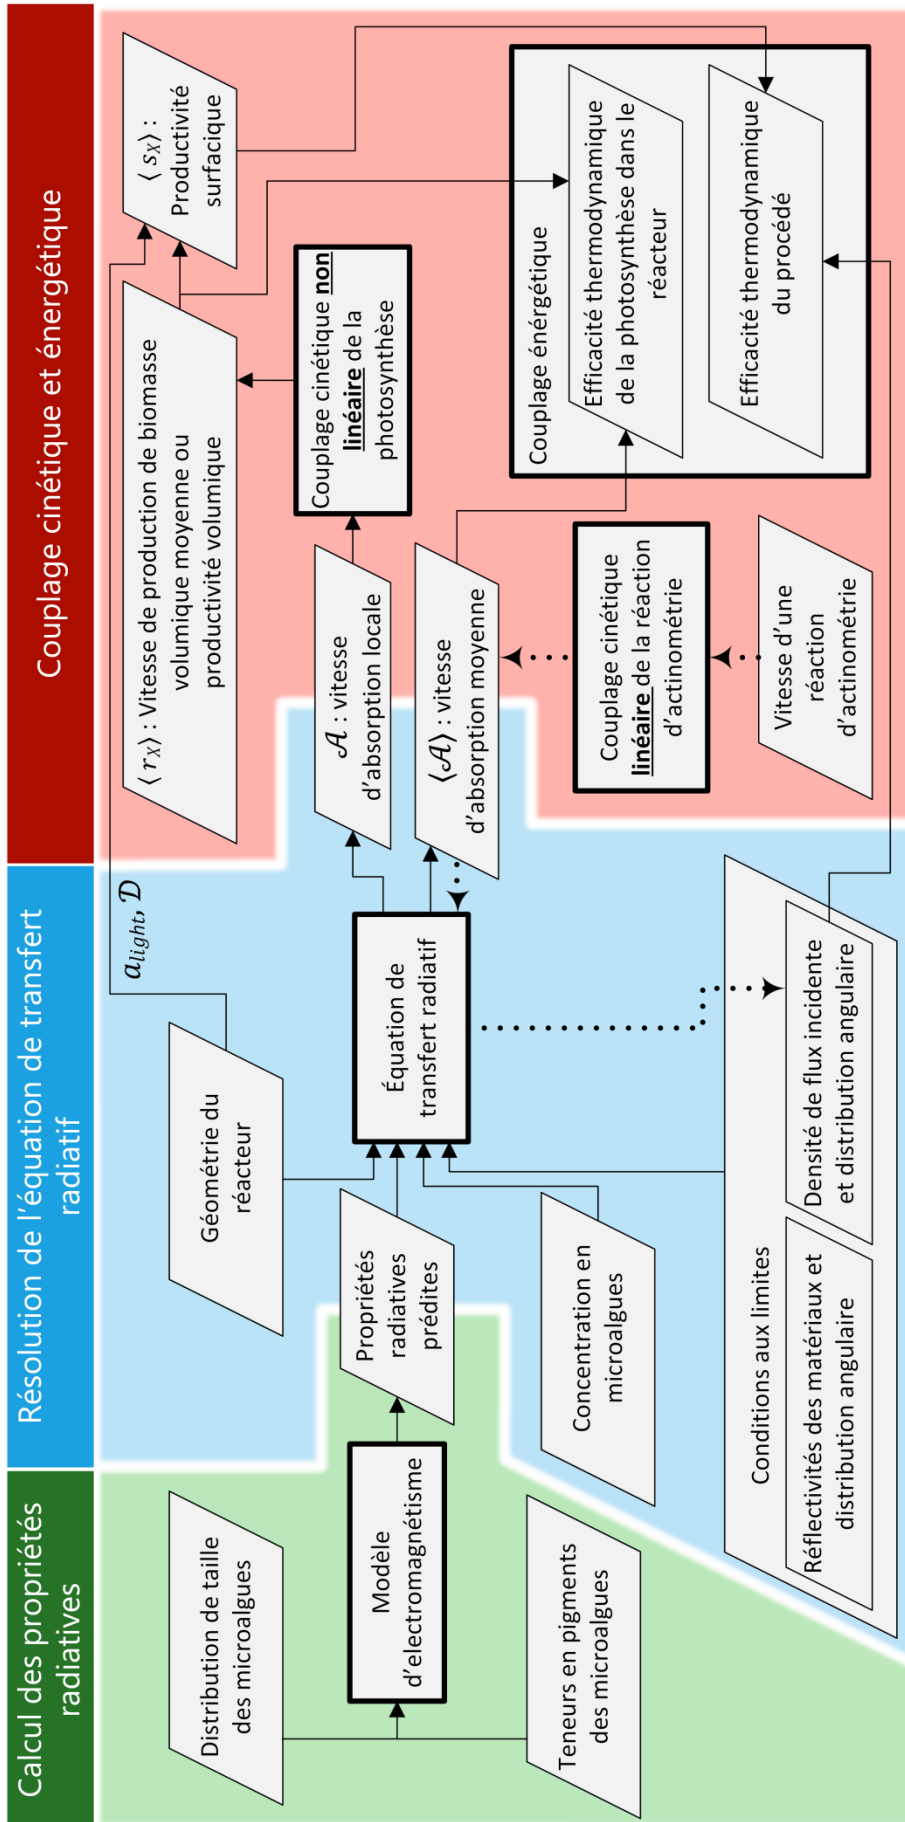 Calcul des propriétés
radiatives
Résolution de l'équation de transfert
radiatif
Couplage cinétique et énergétique
Distribution de taille
des microalgues
Modèle
d'electromagnétisme
Teneurs en pigments
des microalgues
Géométrie du
réacteur
Propriétés
radiatives
prédites
Concentration en
microalgues
Conditions aux limites
Réflectivités des matériaux et
distribution angulaire
Densité de flux incidente
et distribution angulaire
Équation de
transfert radiatif
a_light, 𝒟
⟨r_X⟩ : Vitesse de production de biomasse
volumique moyenne ou
productivité volumique
⟨s_X⟩ :
Productivité
surfacique
𝒜 : vitesse
d'absorption locale
Couplage cinétique non
linéaire de la
photosynthèse
⟨𝒜⟩ : vitesse
d'absorption moyenne
Couplage cinétique
linéaire de la réaction
d'actinométrie
Vitesse d'une
réaction
d'actinométrie
Couplage énérgétique
Efficacité thermodynamique
de la photosynthèse dans le
réacteur
Efficacité thermodynamique
du procédé